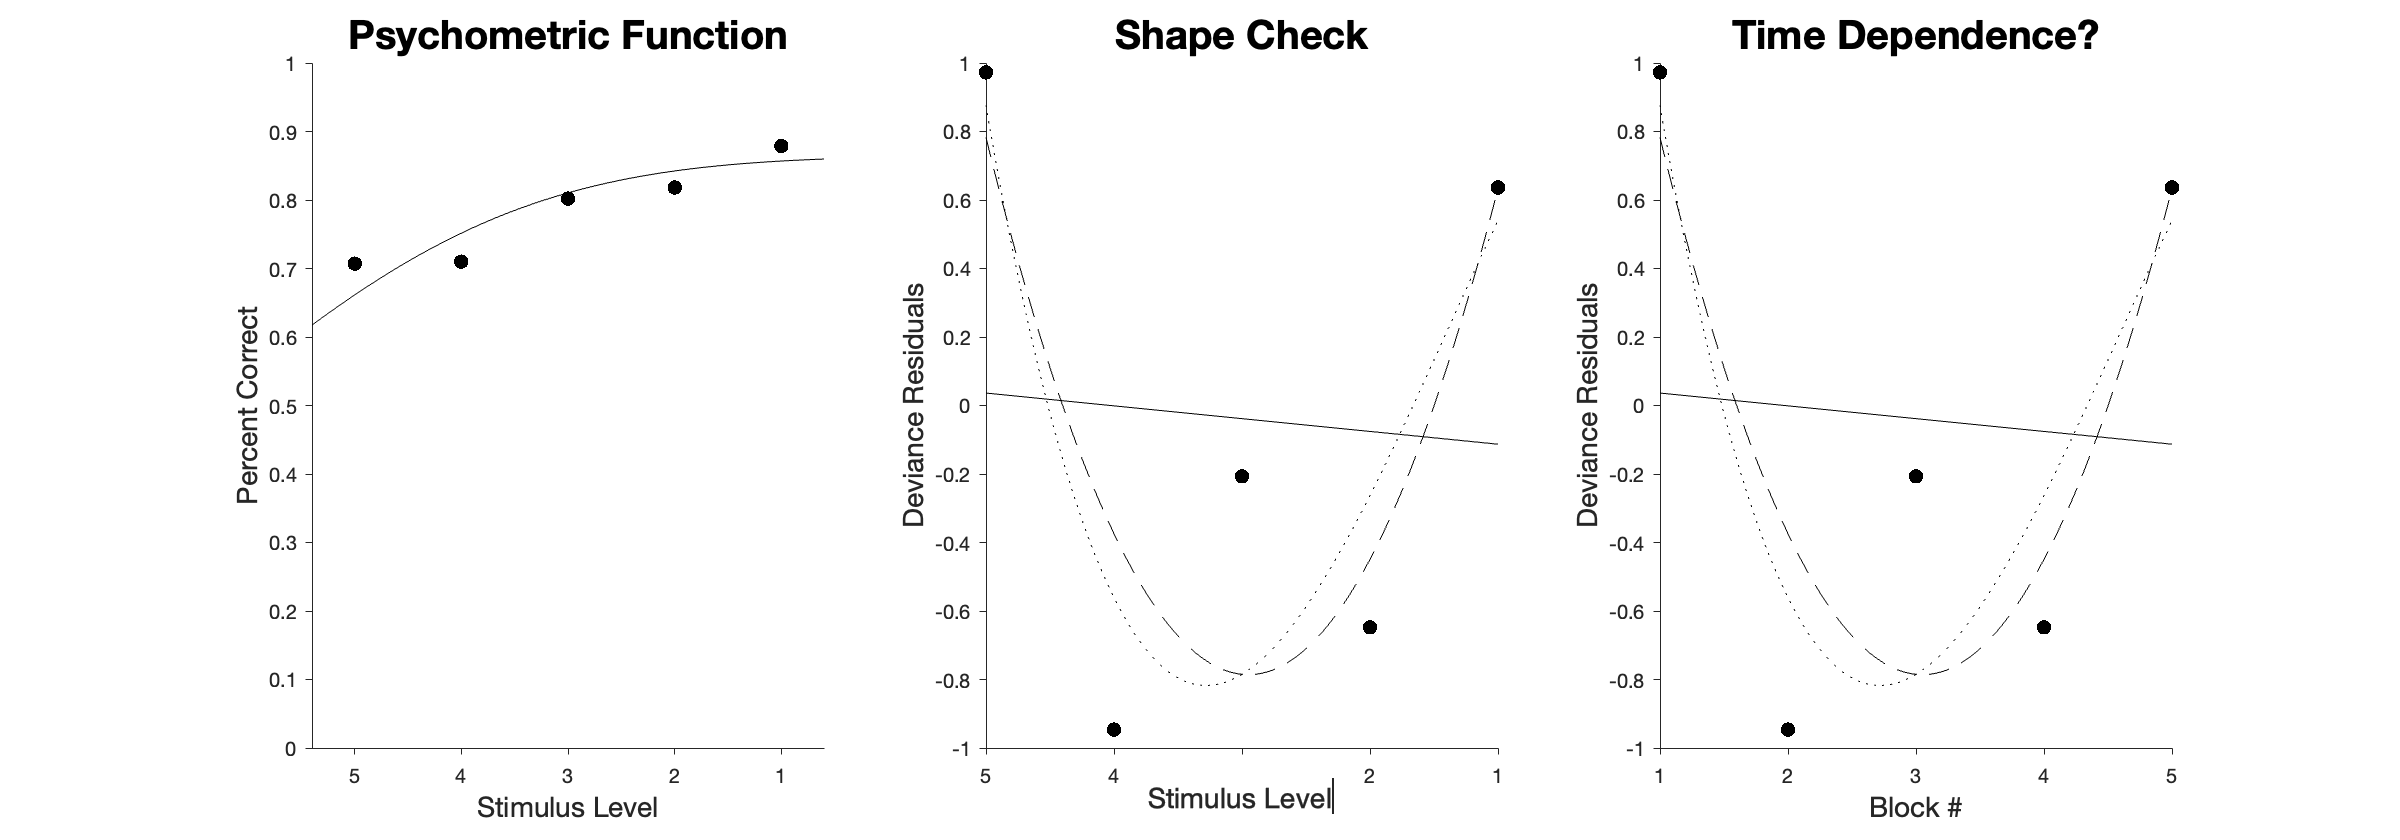 Psychometric Function
1
0.9
0.8
0.7
0.6
0.5
0.4
0.3
0.2
0.1
0
Percent Correct
5 4 3 2 1
Stimulus Level
Shape Check
1
0.8
0.6
0.4
0.2
0
-0.2
-0.4
-0.6
-0.8
-1
Deviance Residuals
5 4 2 1
Stimulus Level
Time Dependence?
1
0.8
0.6
0.4
0.2
0
-0.2
-0.4
-0.6
-0.8
-1
Deviance Residuals
1 2 3 4 5
Block #